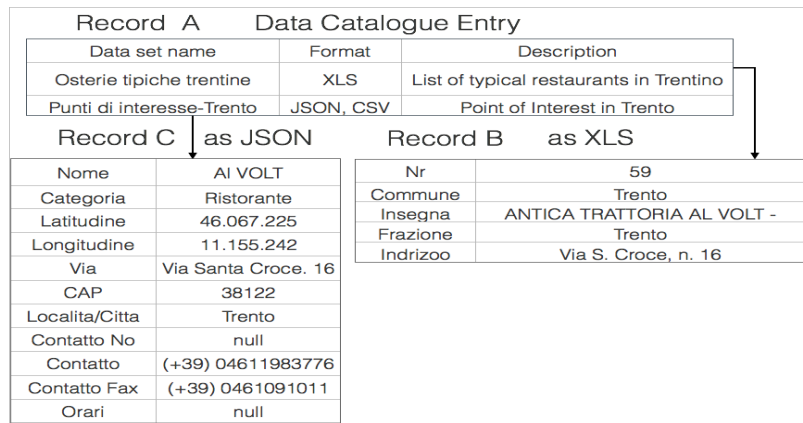 Record A Data Catalogue Entry
Data set name Format Description
Osterie tipiche trentine XLS List of typical restaurants in Trentino
Punti di interesse-Trento JSON, CSV Point of Interest in Trento
Record C as JSON
Nome Al VOLT
Categoria Ristorante
Latitudine 46.067.225
Longitudine 11.155.242
Via Via Santa Croce. 16
CAP 38122
Localita/Citta Trento
Contatto No null
Contatto (+39) 04611983776
Contatto Fax (+39) 0461091011
Orari null
Record B as XLS
Nr 59
Commune Trento
Insegna ANTICA TRATTORIA AL VOLT -
Frazione Trento
Indrizoo Via S. Croce, n. 16